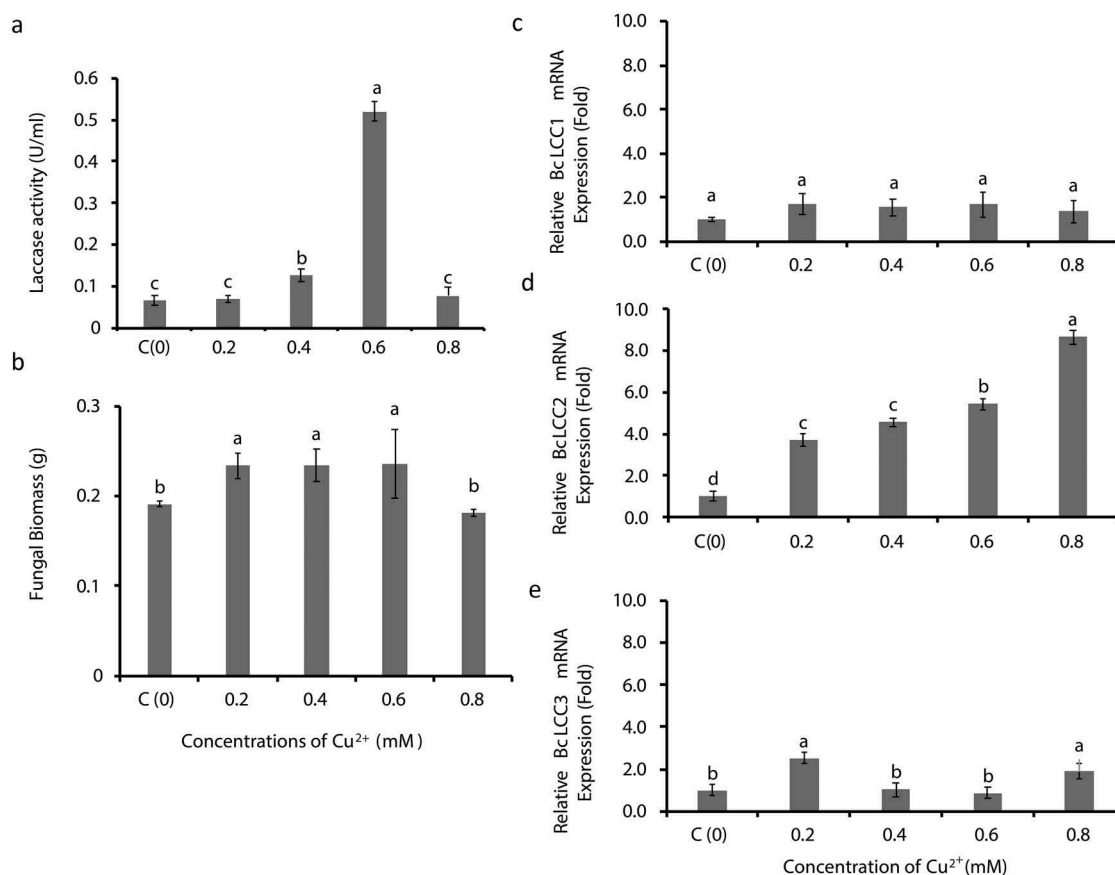 a
Laccase activity (U/ml)
0.6
0.5
0.4
0.3
0.2
0.1
0
c
c
b
a
c
C(0) 0.2 0.4 0.6 0.8
b
Fungal Biomass (g)
0.3
0.2
0.1
0
b
a
a
a
b
C (0) 0.2 0.4 0.6 0.8
Concentrations of Cu²⁺ (mM)
c
Relative BcLCC1 mRNA
Expression (Fold)
10.0
8.0
6.0
4.0
2.0
0.0
a
a
a
a
a
C (0) 0.2 0.4 0.6 0.8
d
Relative BcLCC2 mRNA
Expression (Fold)
10.0
8.0
6.0
4.0
2.0
0.0
d
c
c
b
a
C(0) 0.2 0.4 0.6 0.8
e
Relative BcLCC3 mRNA
Expression (Fold)
10.0
8.0
6.0
4.0
2.0
0.0
b
a
b
b
a
C (0) 0.2 0.4 0.6 0.8
Concentration of Cu²⁺(mM)